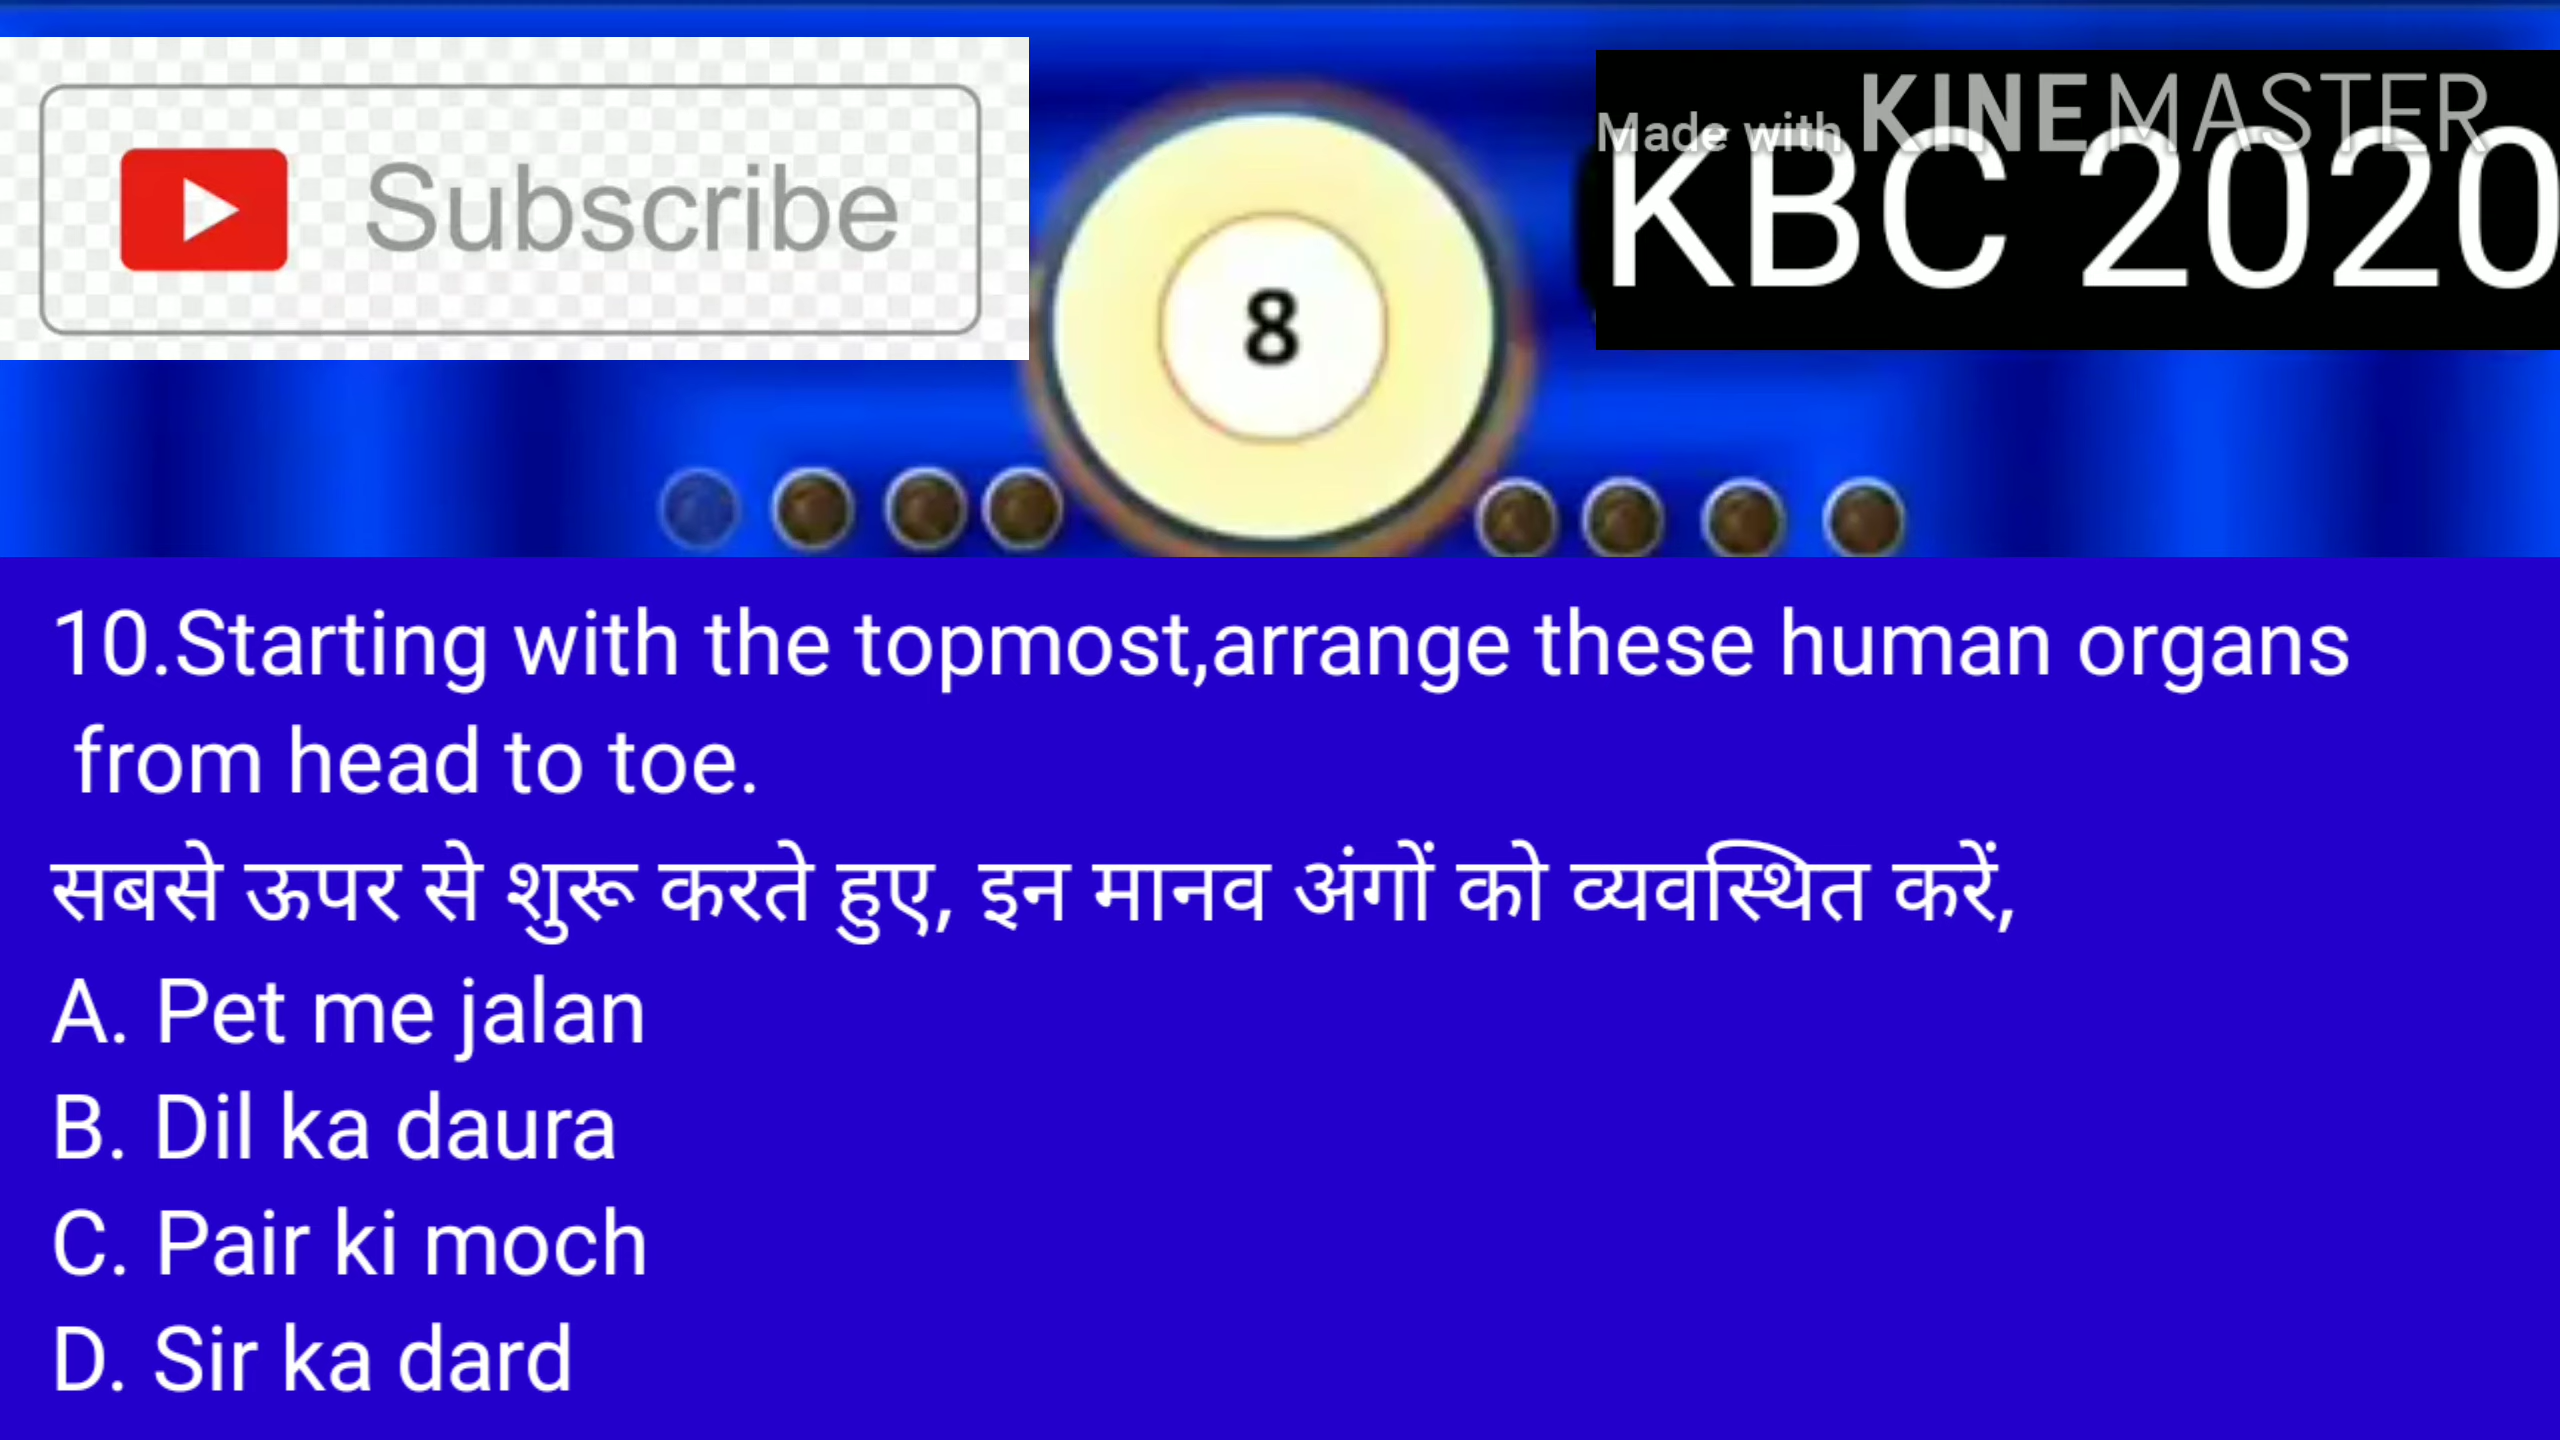 Subscribe
8
Made with KINEMASTER
KBC 2020
10.Starting with the topmost,arrange these human organs
from head to toe.
सबसे ऊपर से शुरू करते हुए, इन मानव अंगों को व्यवस्थित करें,
A. Pet me jalan
B. Dil ka daura
C. Pair ki moch
D. Sir ka dard